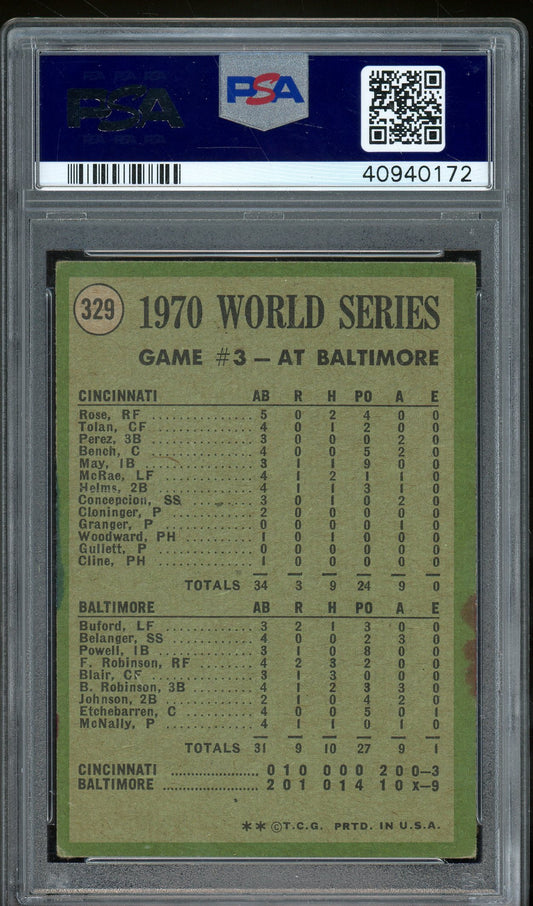 PSA PSA PSA
PSA
PSA PSA PSA
PSA
40940172
329
1970 WORLD SERIES
GAME #3 — AT BALTIMORE
CINCINNATI AB R H PO A E
Rose, RF ............ 5 0 2 4 0 0
Tolan, CF ........... 4 0 1 2 0 0
Perez, 3B ........... 3 0 0 0 2 0
Bench, C ............ 4 0 0 5 2 0
May, 1B ............. 3 1 1 9 0 0
McRae, LF ........... 4 1 2 1 1 0
Helms, 2B ........... 4 1 1 3 1 0
Concepcion, SS ...... 3 0 1 0 2 0
Cloninger, P ........ 2 0 0 0 0 0
Granger, P .......... 0 0 0 0 1 0
Woodward, PH ........ 1 0 1 0 0 0
Gullett, P .......... 0 0 0 0 0 0
Cline, PH ........... 1 0 0 0 0 0
TOTALS 34 3 9 24 9 0
BALTIMORE AB R H PO A E
Buford, LF .......... 3 2 1 3 0 0
Belanger, SS ........ 4 0 0 2 3 0
Powell, 1B .......... 3 1 0 8 0 0
F. Robinson, RF ..... 4 2 3 2 0 0
Blair, CF ........... 3 1 3 0 0 0
B. Robinson, 3B ..... 4 1 2 3 3 0
Johnson, 2B ......... 2 1 0 4 2 0
Etchebarren, C ...... 4 0 0 5 0 1
McNally, P .......... 4 1 1 0 1 0
TOTALS 31 9 10 27 9 1
CINCINNATI .................. 0 1 0 0 0 0 2 0 0—3
BALTIMORE .................. 2 0 1 0 1 4 1 0 X—9
** ©T.C.G. PRTD. IN U.S.A.